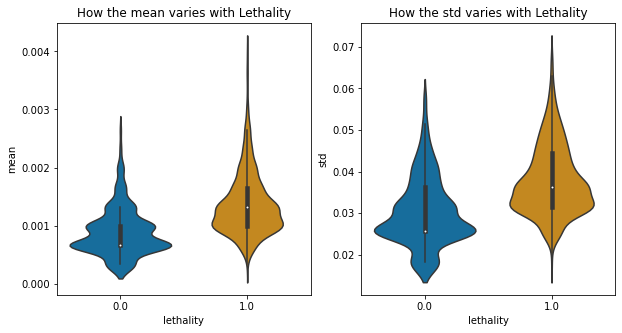 How the mean varies with Lethality
mean
0.004
0.003
0.002
0.001
0.000
0.0
1.0
lethality
How the std varies with Lethality
std
0.07
0.06
0.05
0.04
0.03
0.02
0.0
1.0
lethality